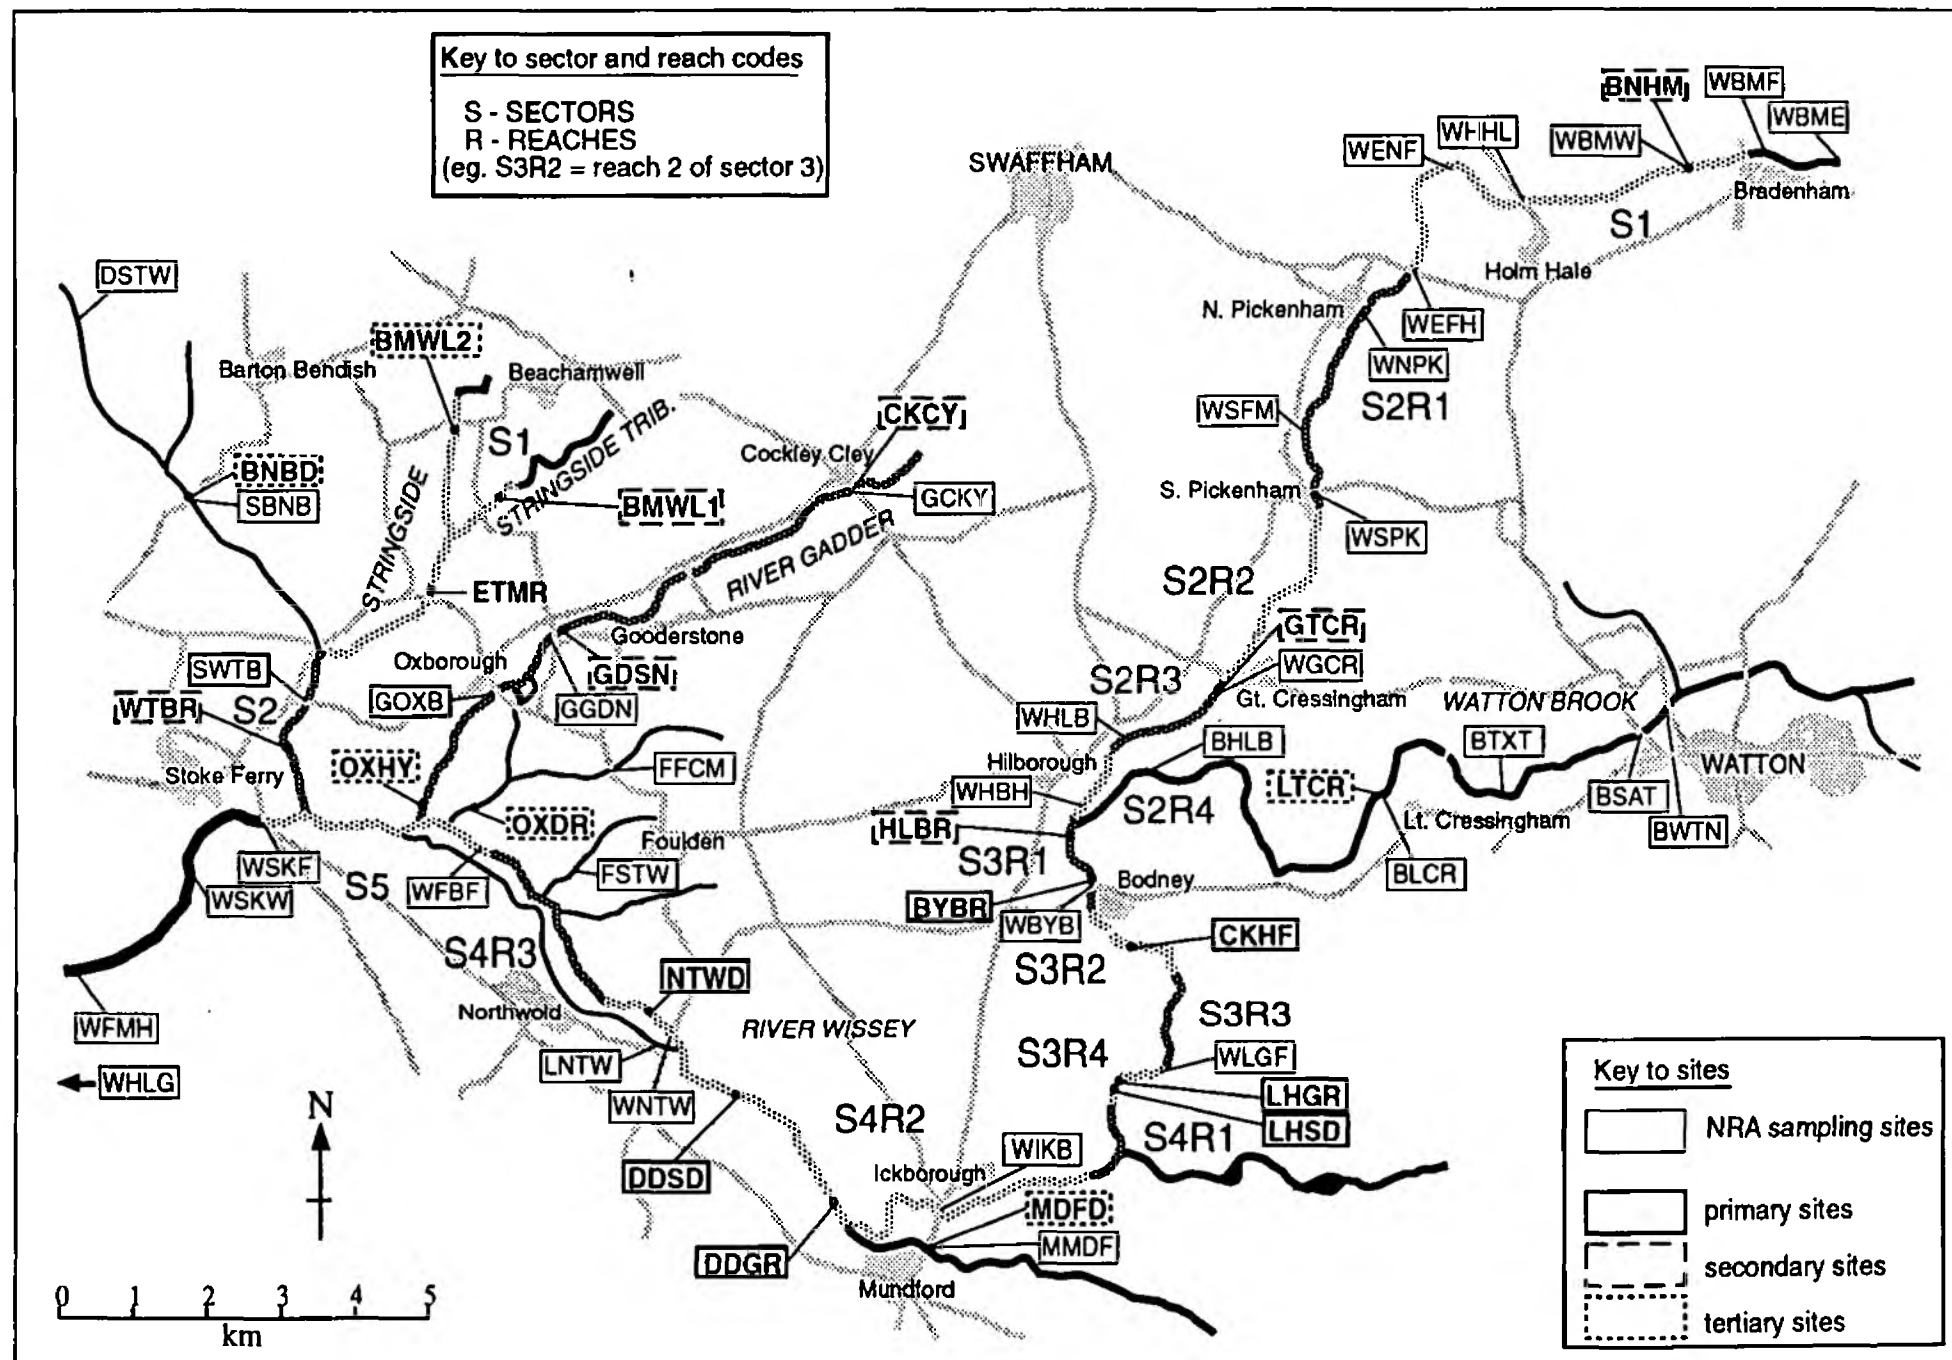 Key to sector and reach codes
S - SECTORS
R - REACHES
(eg. S3R2 = reach 2 of sector 3)
BNHM
WBMF
WBME
WHHL
WBMW
WENF
SWAFFHAM
Bradenham
S1
DSTW
Holm Hale
N. Pickenham
WEFH
BMWL2
Barton Bendish
Beachamwell
WNPK
S2R1
CKCY
WSFM
S1
STRINGSIDE TRIB.
Cockley Cley
BNBD
SBNB
STRINGSIDE
BMWL1
GCKY
S. Pickenham
WSPK
RIVER GADDER
S2R2
ETMR
Gooderstone
GTCR
WGCR
SWTB
Oxborough
GDSN
S2R3
Gt. Cressingham
WATTON BROOK
WTBR
S2
GOXB
GGDN
WHLB
BHLB
BTXT
Stoke Ferry
OXHY
FFCM
Hilborough
WATTON
WHBH
S2R4
LTCR
BSAT
OXDR
Foulden
HLBR
Lt. Cressingham
BWTN
WSKF
S5
WFBF
FSTW
S3R1
Bodney
BLCR
WSKW
BYBR
WBYB
CKHF
S4R3
NTWD
S3R2
Northwold
RIVER WISSEY
S3R3
WFMH
LNTW
S3R4
WLGF
WHLG
WNTW
LHGR
LHSD
S4R2
S4R1
DDSD
Ickborough
WIKB
MDFD
MMDF
DDGR
Mundford
N
0 1 2 3 4 5
km
Key to sites
NRA sampling sites
primary sites
secondary sites
tertiary sites